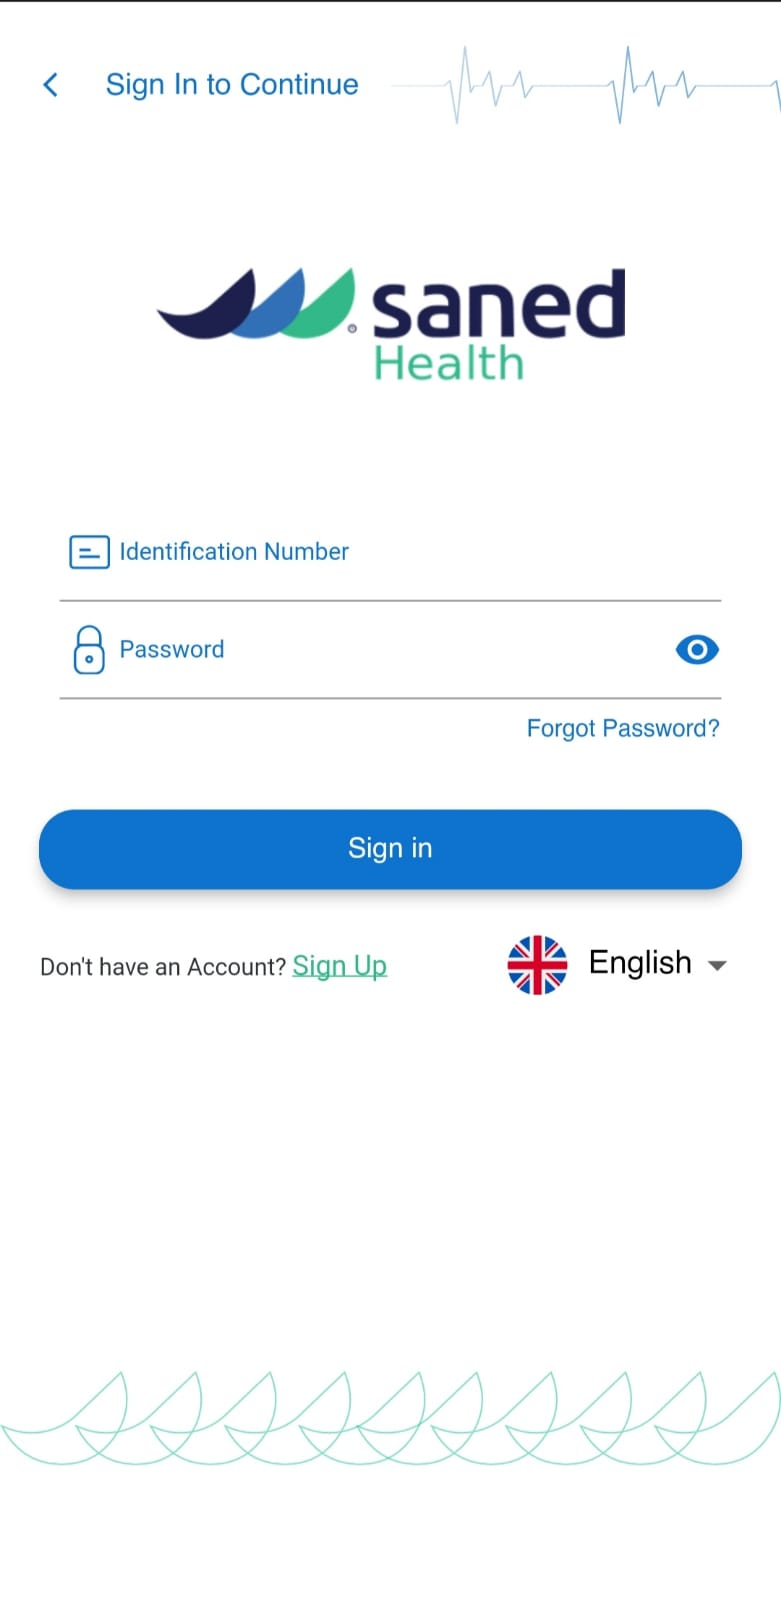 Sign In to Continue
saned
Health
Identification Number
Password
Forgot Password?
Sign in
Don't have an Account? Sign Up
English